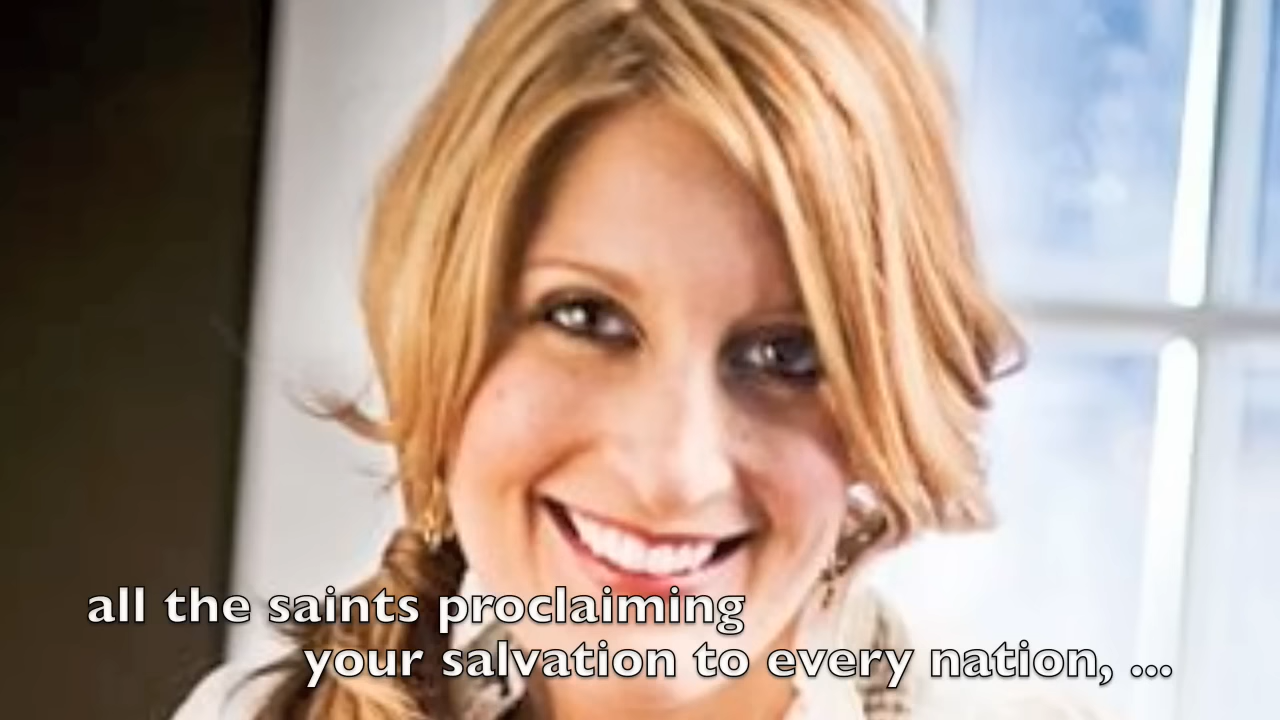 all the saints proclaiming
your salvation to every nation, ...